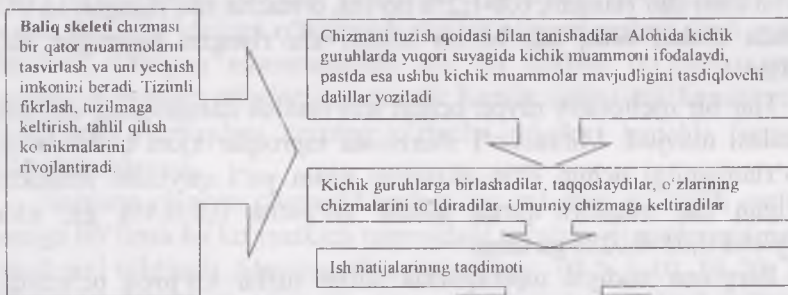 Baliq skeleti chizmasi
bir qator muammolarni
tasvirlash va uni yechish
imkonini beradi. Tizimli
fikrlash, tuzilmaga
keltirish, tahlil qilish
ko'nikmalarini
rivojlantiradi
Chizmani tuzish qoidasi bilan tanishadilar. Alohida kichik
guruhlarda yuqori suyagida kichik muammoni ifodalaydi,
pastda esa ushbu kichik muammolar mavjudligini tasdiqlovchi
dalillar yoziladi
Kichik guruhlarga birlashadilar, taqqoslaydilar, o'zlarining
chizmalarini to'ldiradilar. Umumiy chizmaga keltiradilar
Ish natijalarinnng taqdimoti